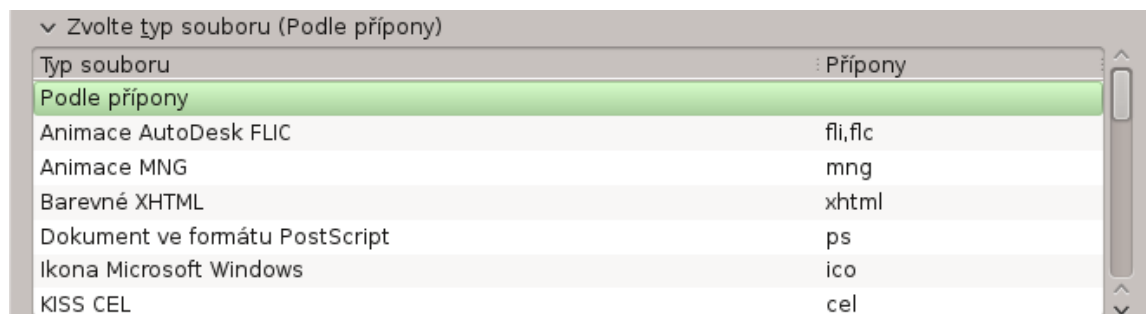 Zvolte typ souboru (Podle přípony)
Typ souboru Přípony
Podle přípony
Animace AutoDesk FLIC fli,flc
Animace MNG mng
Barevné XHTML xhtml
Dokument ve formátu PostScript ps
Ikona Microsoft Windows ico
KISS CEL cel